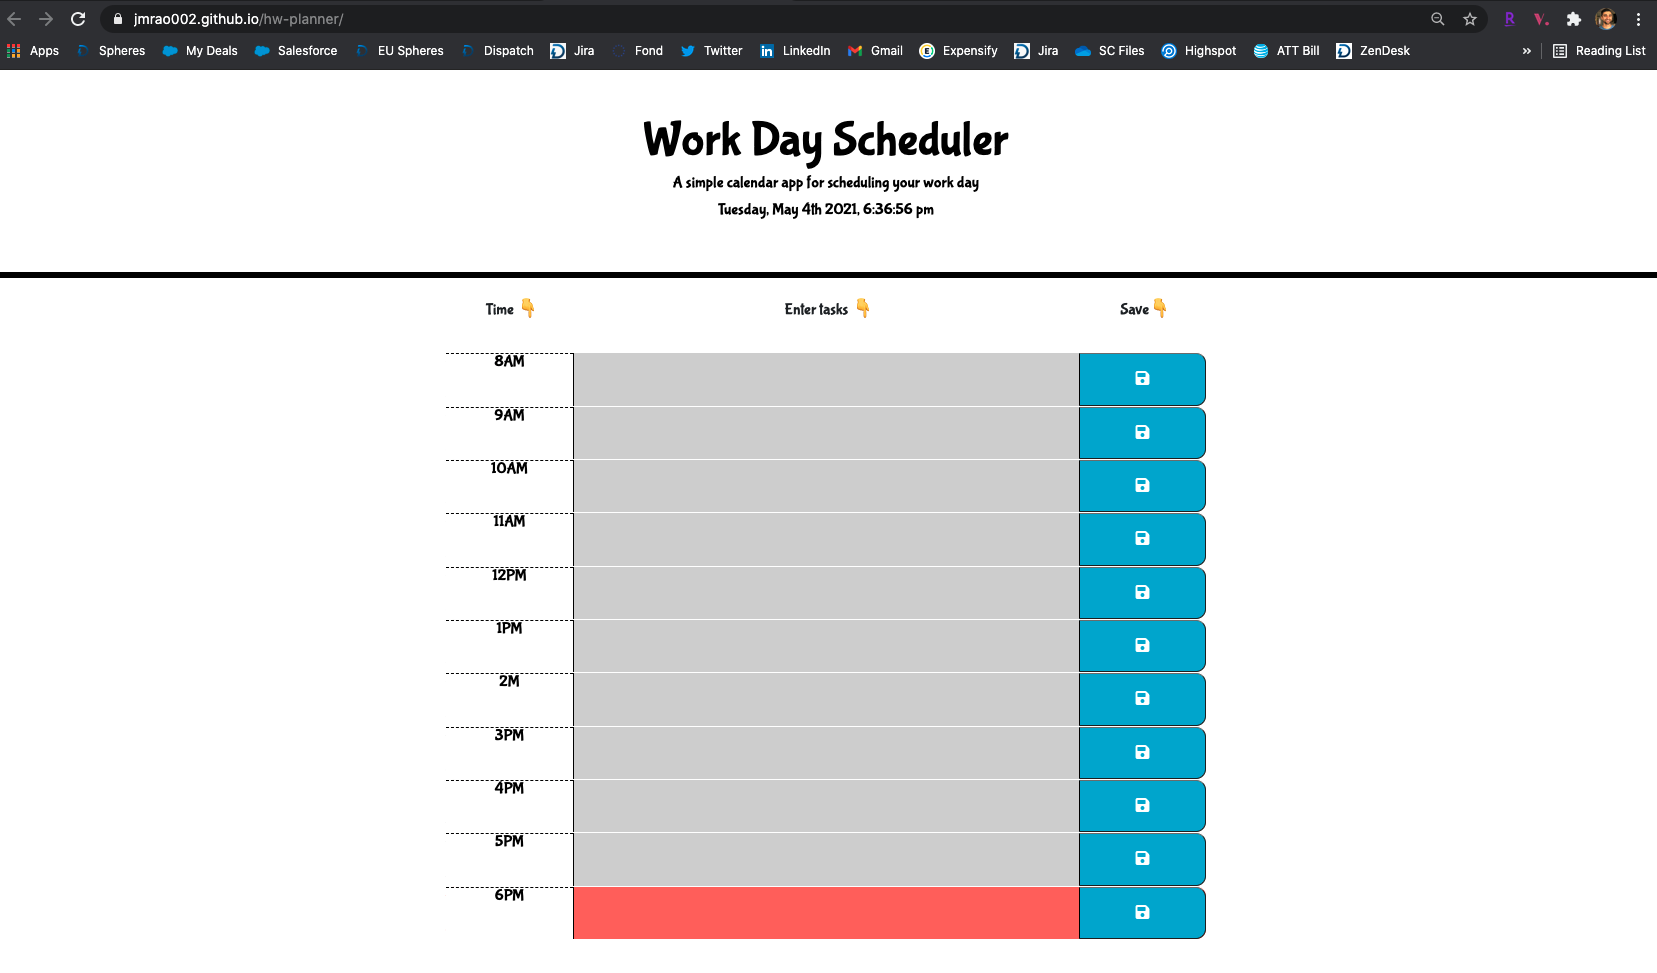 jmrao002.github.io/hw-planner/
Apps Spheres My Deals Salesforce EU Spheres Dispatch Jira Fond Twitter LinkedIn Gmail Expensify Jira SC Files Highspot ATT Bill ZenDesk » Reading List
Work Day Scheduler
A simple calendar app for scheduling your work day
Tuesday, May 4th 2021, 6:36:56 pm
Time 👇 Enter tasks 👇 Save 👇
8AM
9AM
10AM
11AM
12PM
1PM
2M
3PM
4PM
5PM
6PM